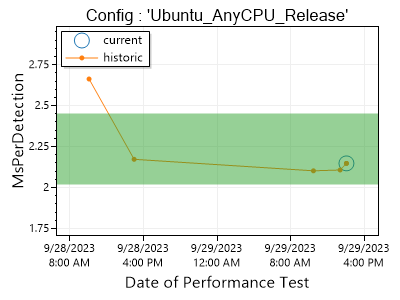 Config : 'Ubuntu_AnyCPU_Release'
current
historic
MsPerDetection
2.75
2.5
2.25
2
1.75
9/28/2023 9/28/2023 9/29/2023 9/29/2023 9/29/2023
8:00 AM 4:00 PM 12:00 AM 8:00 AM 4:00 PM
Date of Performance Test